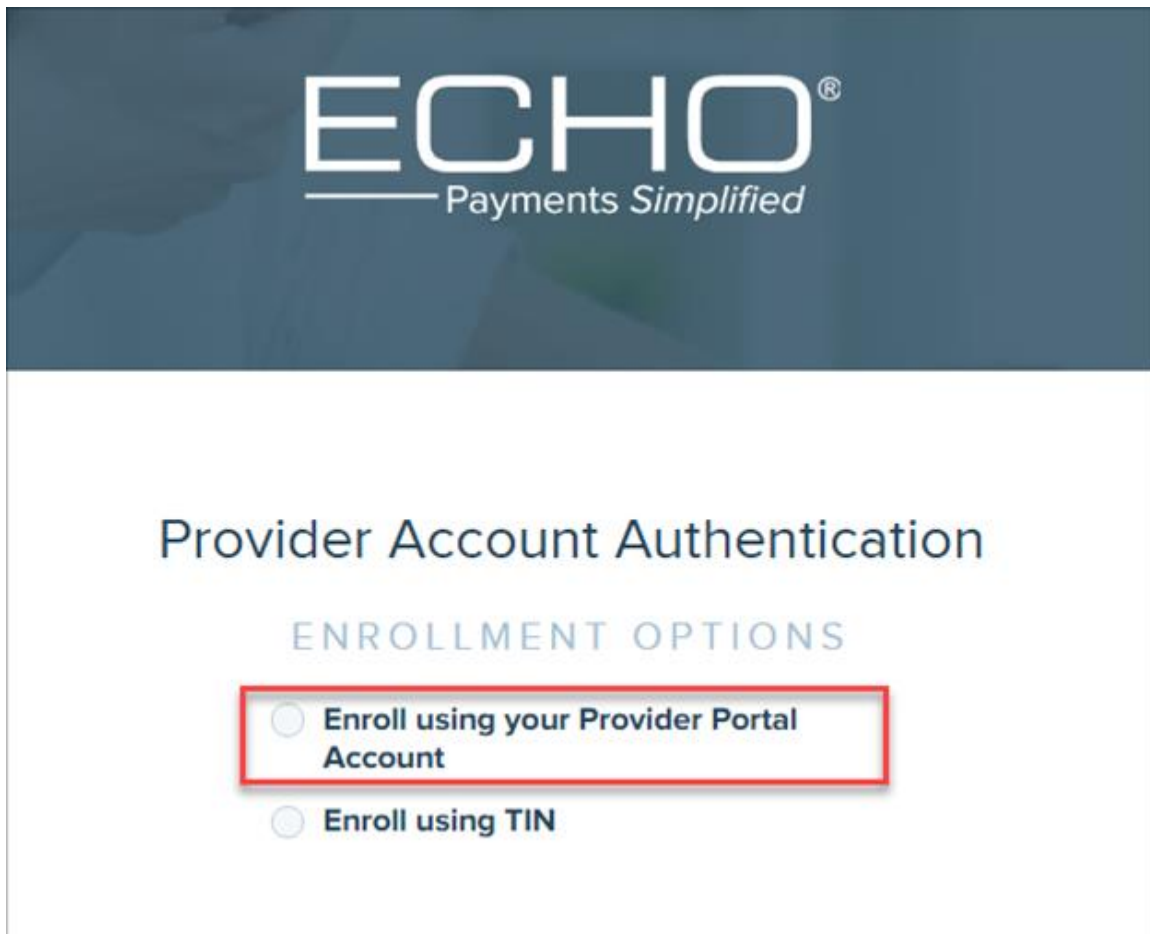 ECHO®
Payments Simplified
Provider Account Authentication
ENROLLMENT OPTIONS
Enroll using your Provider Portal
Account
Enroll using TIN